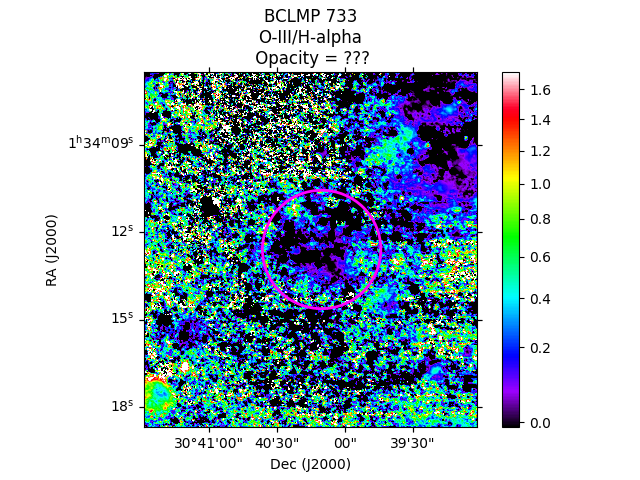 BCLMP 733
O-III/H-alpha
Opacity = ???
1ʰ34ᵐ09ˢ
12ˢ
15ˢ
18ˢ
RA (J2000)
30°41'00" 40'30" 00" 39'30"
Dec (J2000)
1.6
1.4
1.2
1.0
0.8
0.6
0.4
0.2
0.0